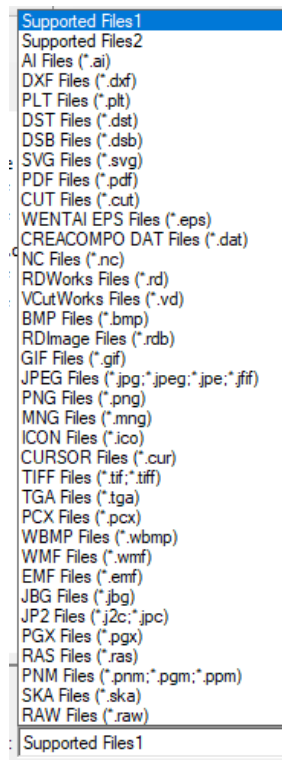 Supported Files1
Supported Files2
AI Files (*.ai)
DXF Files (*.dxf)
PLT Files (*.plt)
DST Files (*.dst)
DSB Files (*.dsb)
SVG Files (*.svg)
PDF Files (*.pdf)
CUT Files (*.cut)
WENTAI EPS Files (*.eps)
CREACOMPO DAT Files (*.dat)
NC Files (*.nc)
RDWorks Files (*.rd)
VCutWorks Files (*.vd)
BMP Files (*.bmp)
RDImage Files (*.rdb)
GIF Files (*.gif)
JPEG Files (*.jpg;*.jpeg;*.jpe;*.jfif)
PNG Files (*.png)
MNG Files (*.mng)
ICON Files (*.ico)
CURSOR Files (*.cur)
TIFF Files (*.tif;*.tiff)
TGA Files (*.tga)
PCX Files (*.pcx)
WBMP Files (*.wbmp)
WMF Files (*.wmf)
EMF Files (*.emf)
JBG Files (*.jbg)
JP2 Files (*.j2c;*.jpc)
PGX Files (*.pgx)
RAS Files (*.ras)
PNM Files (*.pnm;*.pgm;*.ppm)
SKA Files (*.ska)
RAW Files (*.raw)
Supported Files1